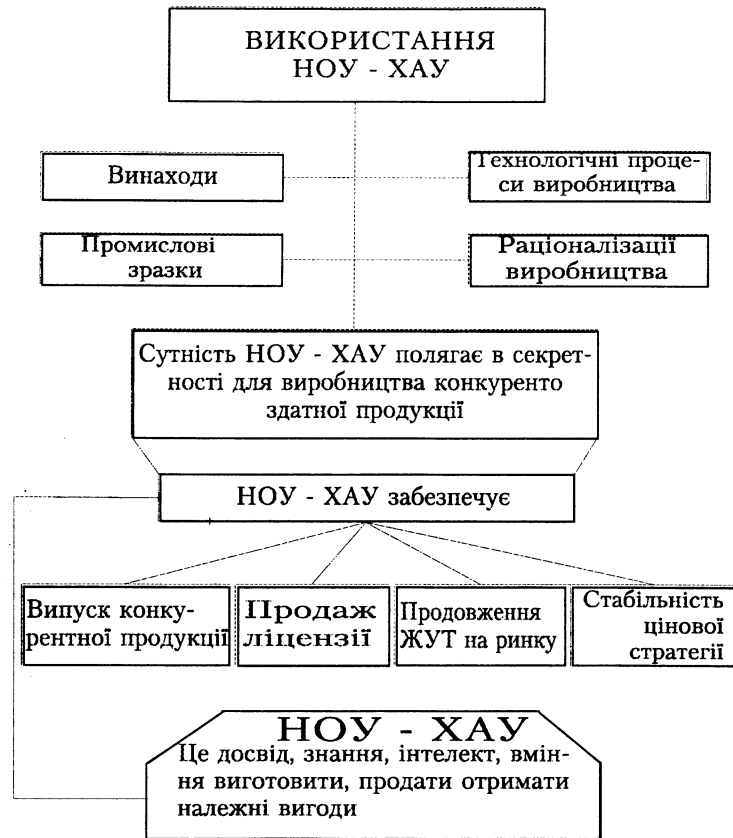 ВИКОРИСТАННЯ
НОУ - ХАУ
Винаходи
Технологічні проце-
си виробництва
Промислові
зразки
Раціоналізації
виробництва
Сутність НОУ - ХАУ полягає в секрет-
ності для виробництва конкуренто
здатної продукції
НОУ - ХАУ забезпечує
Випуск конку-
рентної продукції
Продаж
ліцензії
Продовження
ЖУТ на ринку
Стабільність
цінової
стратегії
НОУ - ХАУ
Це досвід, знання, інтелект, вмін-
ня виготовити, продати отримати
належні вигоди